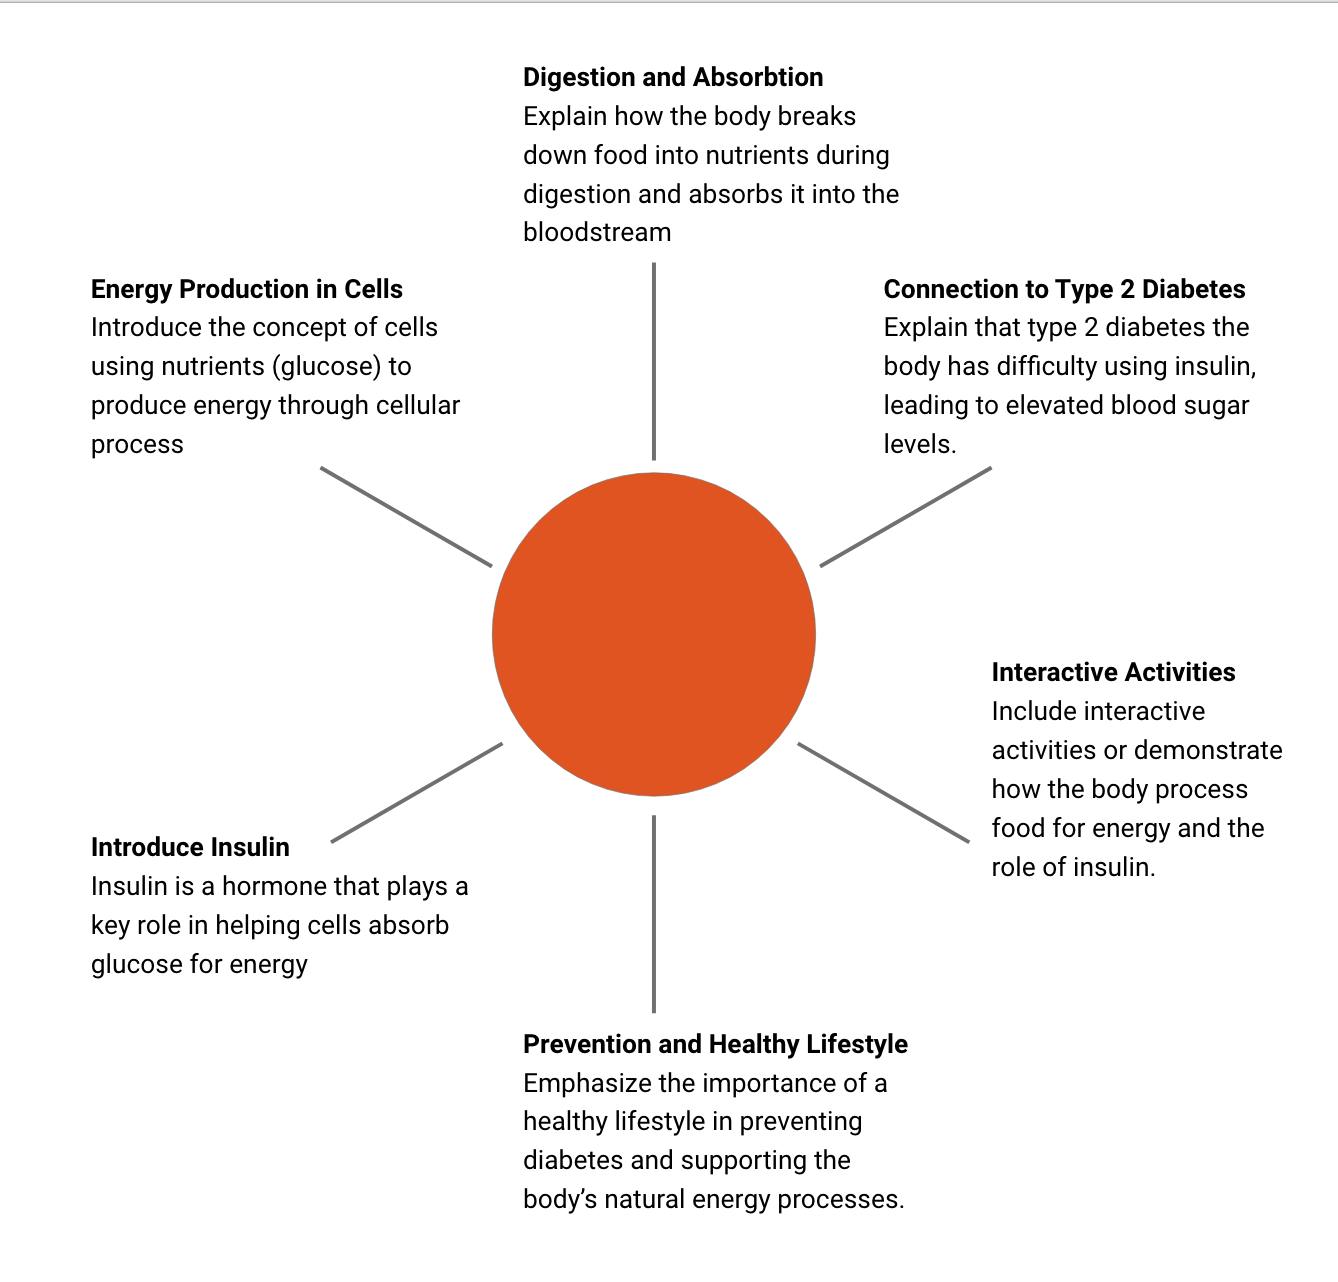 Digestion and Absorbtion
Explain how the body breaks
down food into nutrients during
digestion and absorbs it into the
bloodstream
Energy Production in Cells
Introduce the concept of cells
using nutrients (glucose) to
produce energy through cellular
process
Connection to Type 2 Diabetes
Explain that type 2 diabetes the
body has difficulty using insulin,
leading to elevated blood sugar
levels.
Interactive Activities
Include interactive
activities or demonstrate
how the body process
food for energy and the
role of insulin.
Introduce Insulin
Insulin is a hormone that plays a
key role in helping cells absorb
glucose for energy
Prevention and Healthy Lifestyle
Emphasize the importance of a
healthy lifestyle in preventing
diabetes and supporting the
body’s natural energy processes.